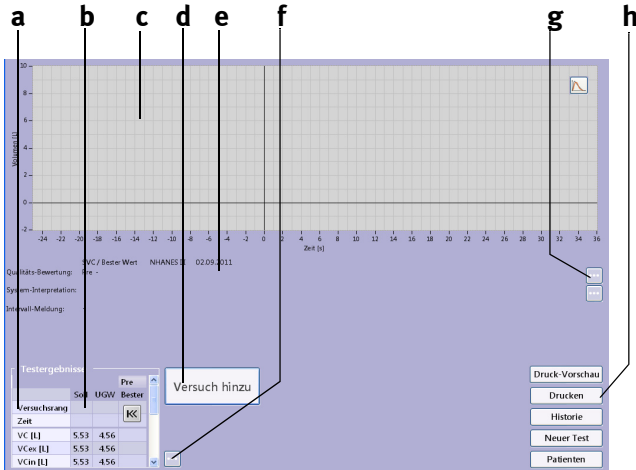 a b c d f e g h
10
8
6
4
2
0
-2
Volumen [L]
-24 -22 -20 -18 -16 -14 -12 -10 -8 -6 -4 -2 0 2 4 6 8 10 12 14 16 18 20 22 24 26 28 30 32 34 36
Zeit [s]
SVC / Bester Wert NHANES III 02.09.2011
Qualitäts-Bewertung: Pre -
System-Interpretation:
Intervall-Meldung:
Testergebnisse
Pre
Soll UGW Bester
Versuchsrang
Zeit
VC [L] 5.53 4.56
VCex [L] 5.53 4.56
VCin [L] 5.53 4.56
Versuch hinzu
...
...
...
Druck-Vorschau
Drucken
Historie
Neuer Test
Patienten